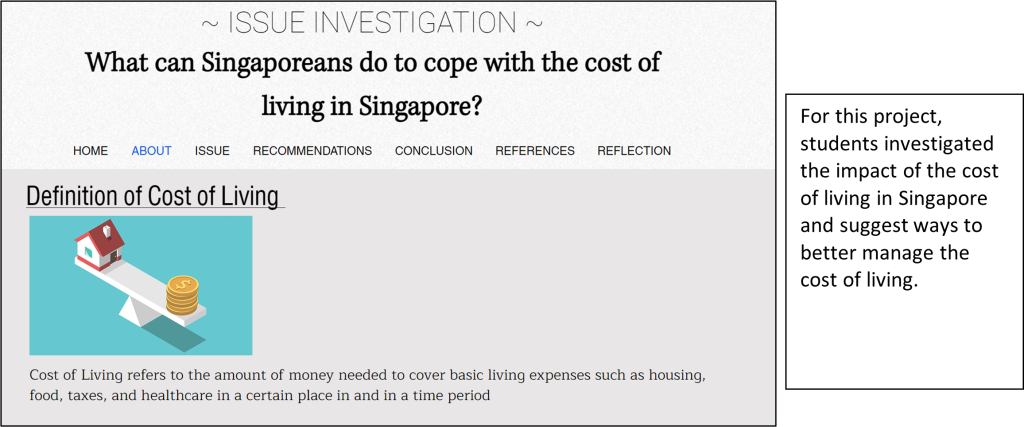 ~ ISSUE INVESTIGATION ~
What can Singaporeans do to cope with the cost of
living in Singapore?
HOME ABOUT ISSUE RECOMMENDATIONS CONCLUSION REFERENCES REFLECTION
Definition of Cost of Living
Cost of Living refers to the amount of money needed to cover basic living expenses such as housing,
food, taxes, and healthcare in a certain place in and in a time period
For this project,
students investigated
the impact of the cost
of living in Singapore
and suggest ways to
better manage the
cost of living.